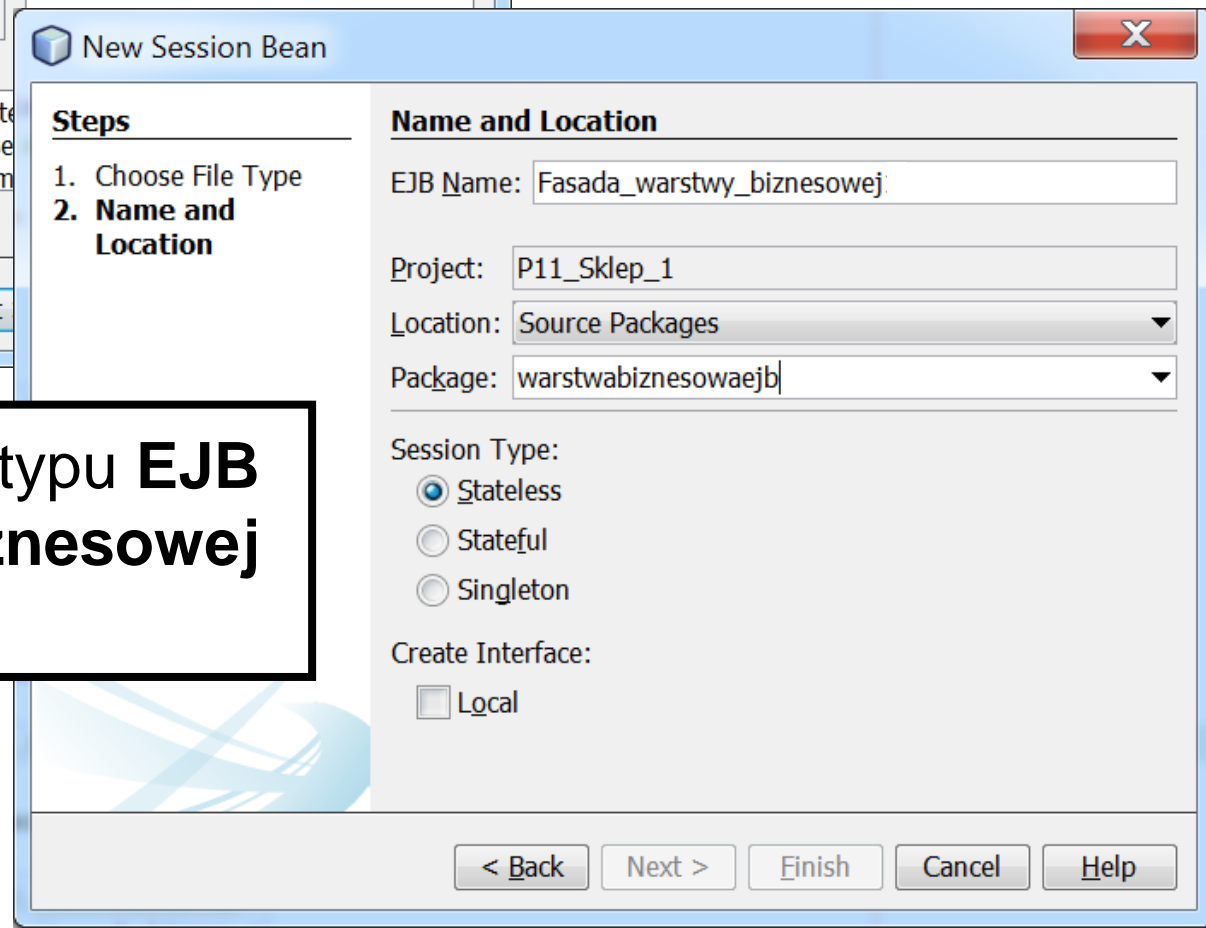 New Session Bean
Steps
1. Choose File Type
2. Name and
Location
Name and Location
EJB Name: Fasada_warstwy_biznesowej
Project: P11_Sklep_1
Location: Source Packages
Package: warstwabiznesowaejb
Session Type:
Stateless
Stateful
Singleton
Create Interface:
Local
typu EJB
znesowej
< Back Next > Finish Cancel Help